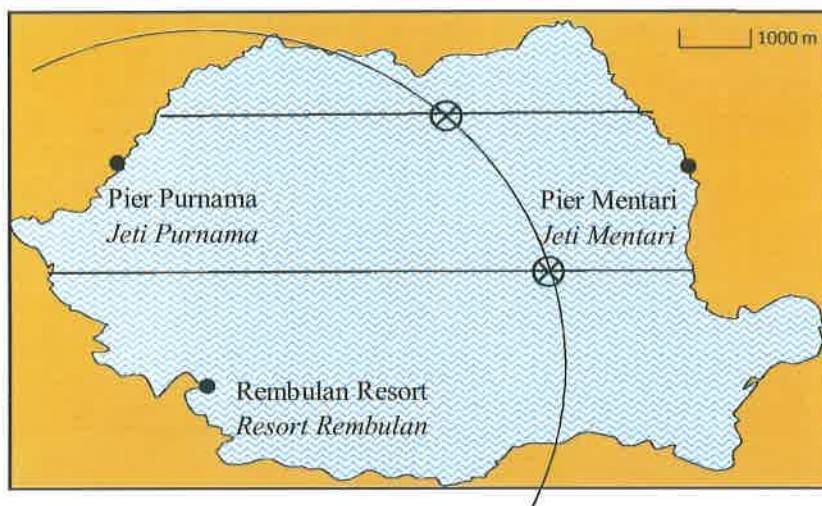 1000 m
Pier Purnama
Jeti Purnama
Pier Mentari
Jeti Mentari
Rembulan Resort
Resort Rembulan